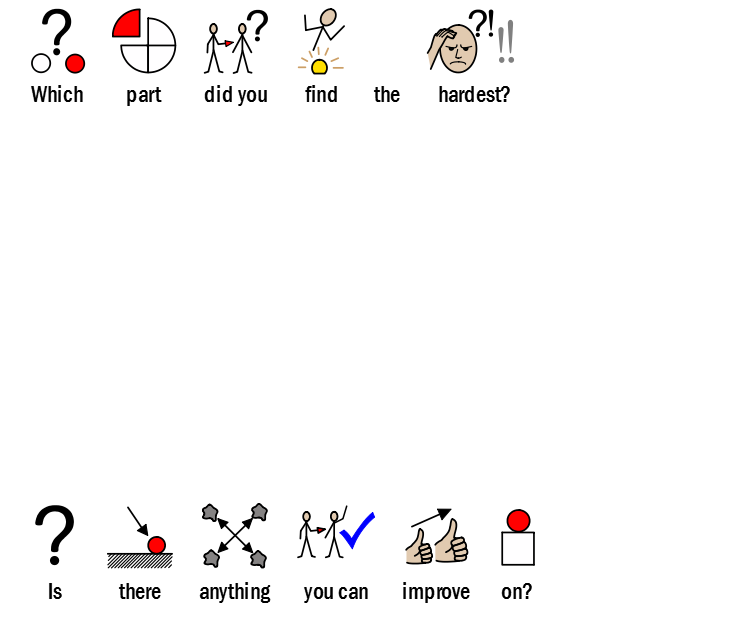 Which part did you find the hardest?
Is there anything you can improve on?